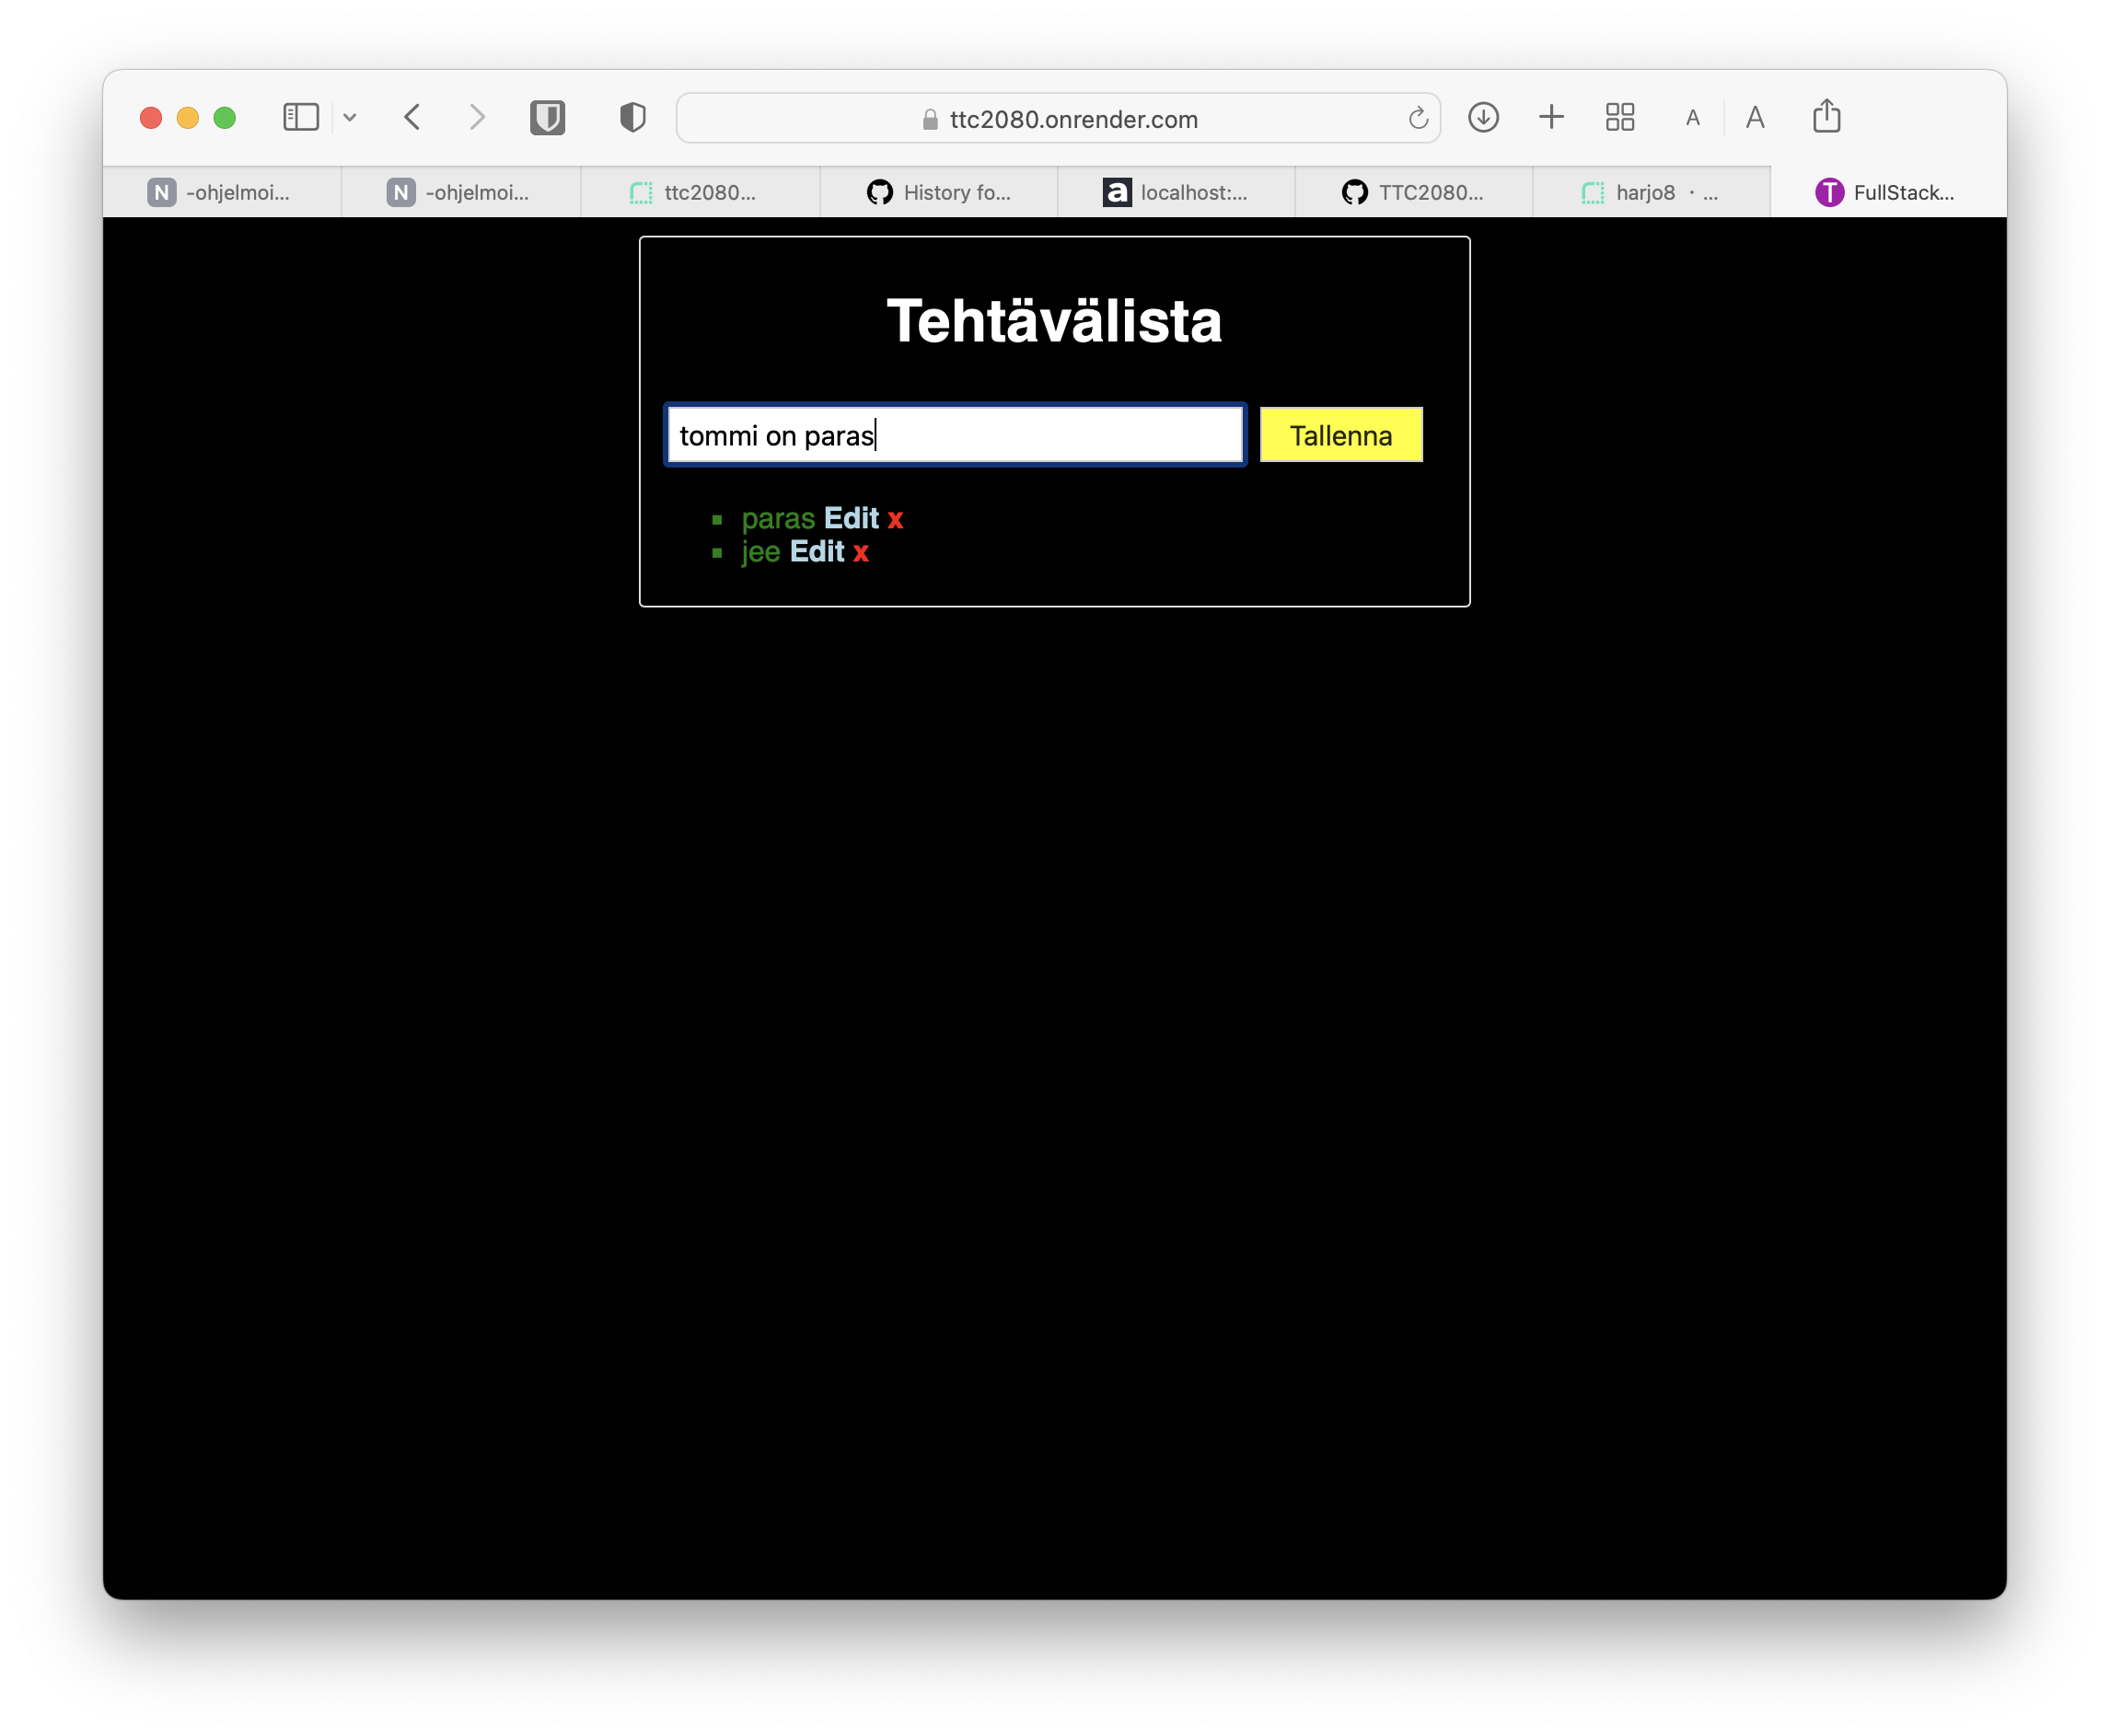 ttc2080.onrender.com
A A
N -ohjelmoi... N -ohjelmoi... ttc2080... History fo... a localhost:... TTC2080... harjo8 · ... T FullStack...
Tehtävälista
tommi on paras Tallenna
paras Edit x
jee Edit x